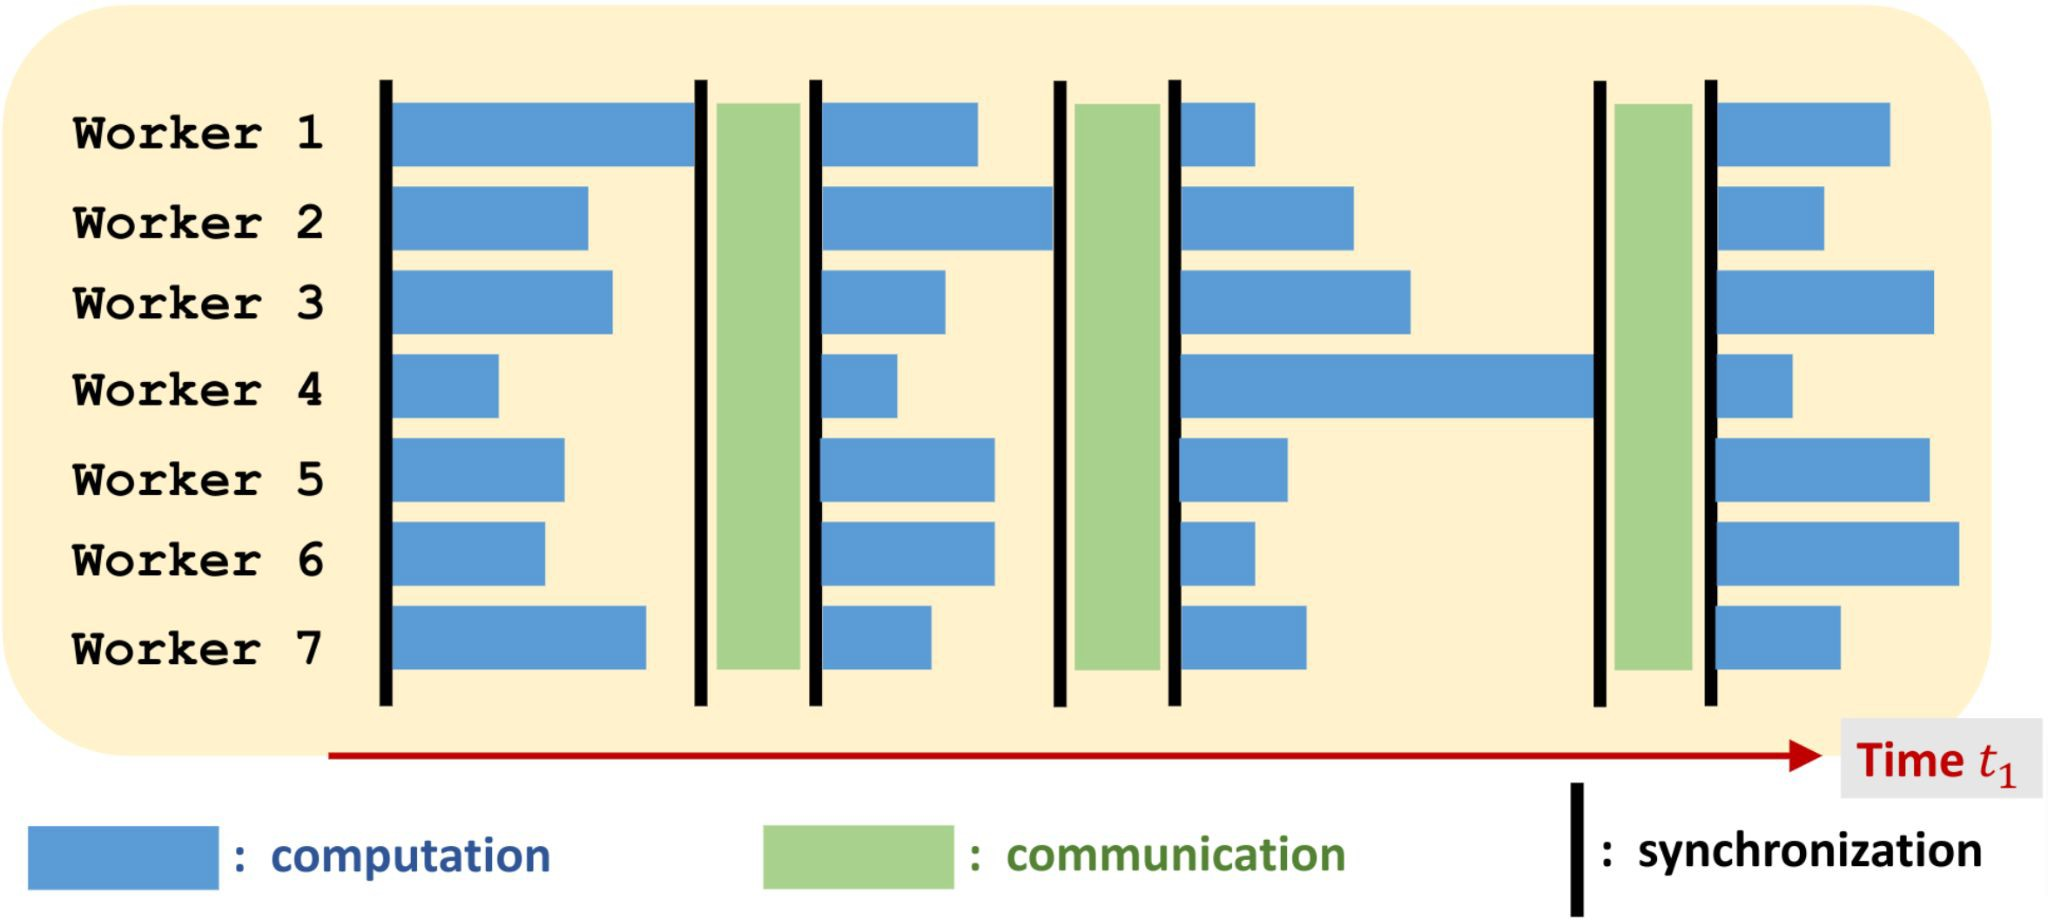 Worker 1
Worker 2
Worker 3
Worker 4
Worker 5
Worker 6
Worker 7
Time t₁
: computation
: communication
: synchronization